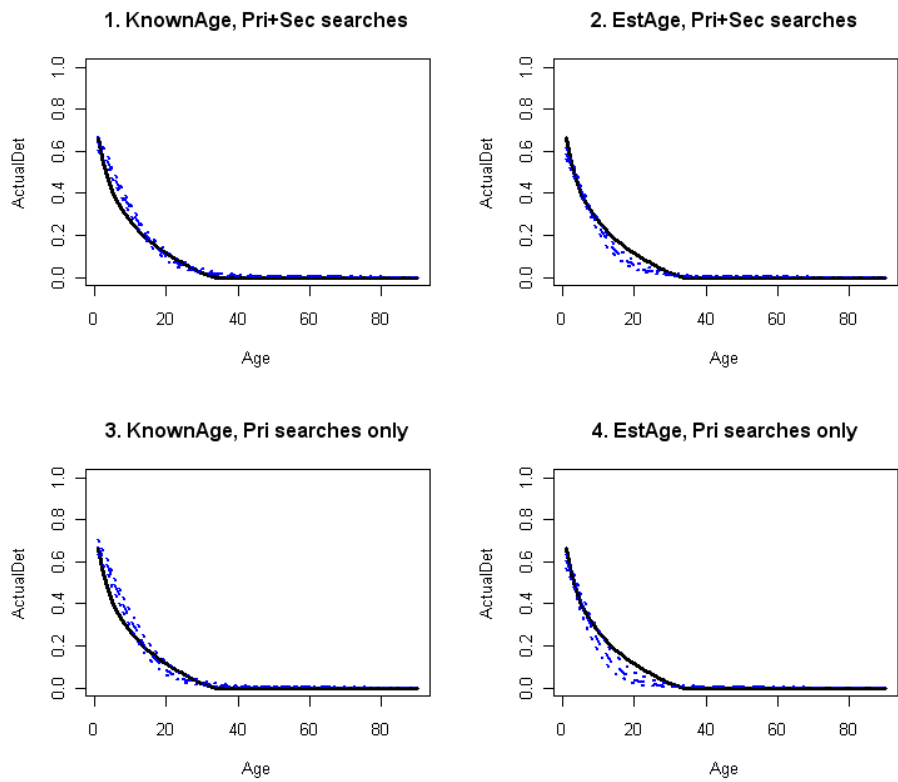 1. KnownAge, Pri+Sec searches
ActualDet
0.0 0.2 0.4 0.6 0.8 1.0
0 20 40 60 80
Age
2. EstAge, Pri+Sec searches
ActualDet
0.0 0.2 0.4 0.6 0.8 1.0
0 20 40 60 80
Age
3. KnownAge, Pri searches only
ActualDet
0.0 0.2 0.4 0.6 0.8 1.0
0 20 40 60 80
Age
4. EstAge, Pri searches only
ActualDet
0.0 0.2 0.4 0.6 0.8 1.0
0 20 40 60 80
Age